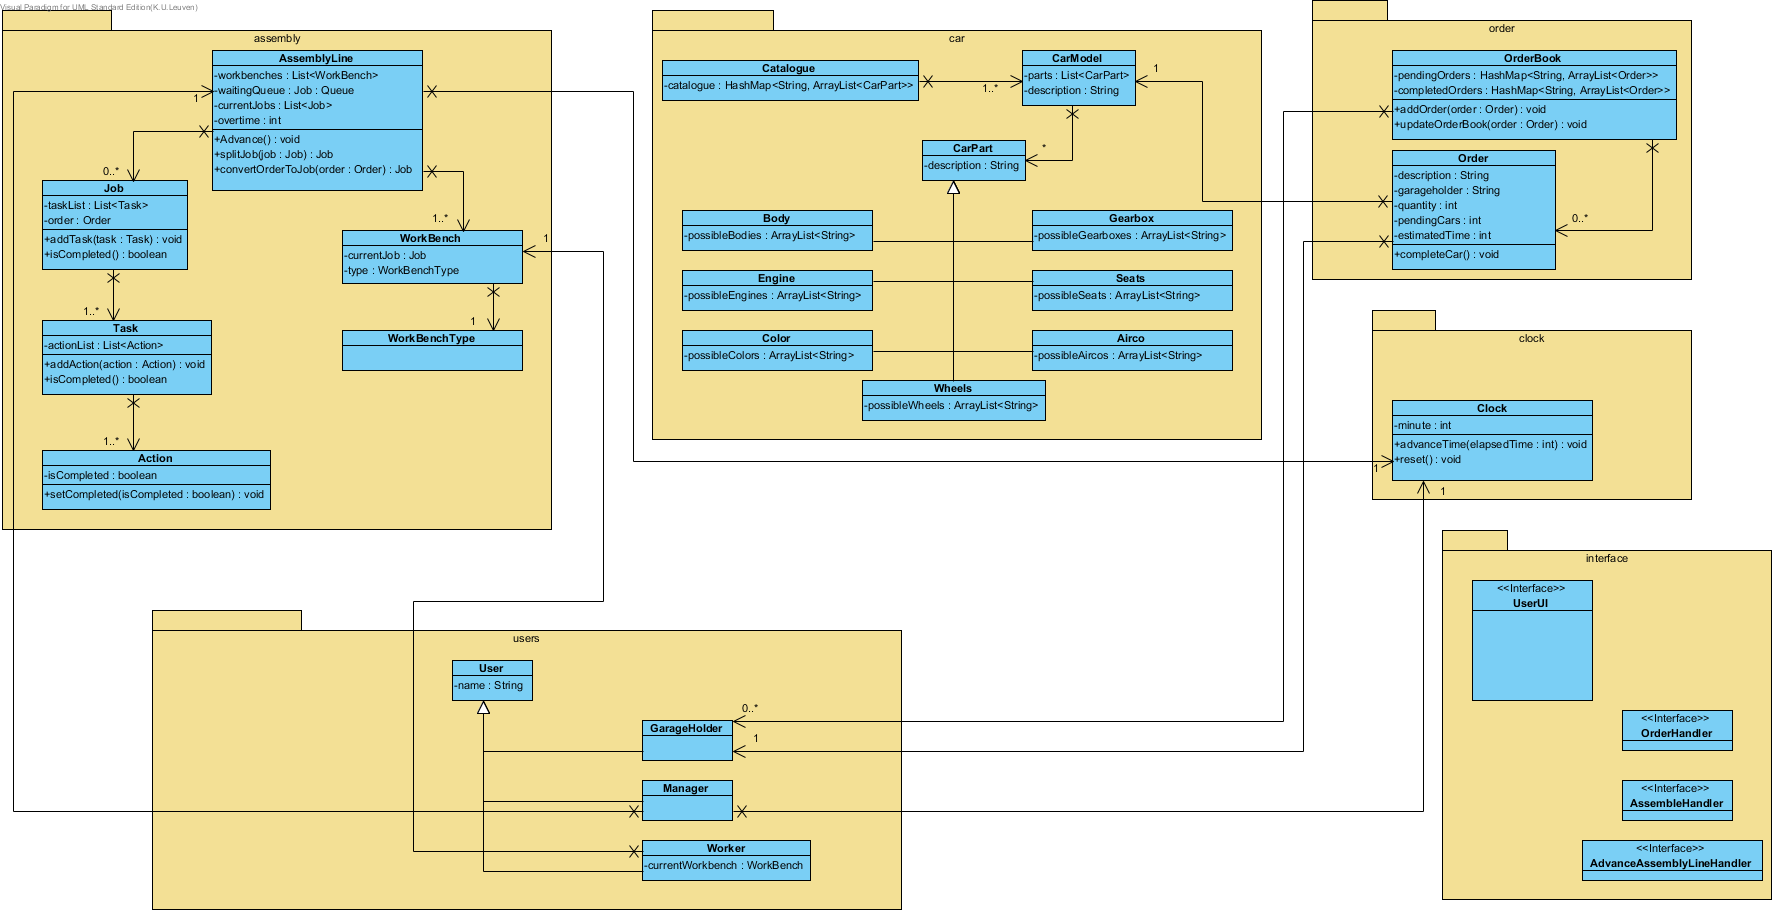 Visual Paradigm for UML Standard Edition(K.U.Leuven)
assembly
AssemblyLine
-workbenches : List<WorkBench>
-waitingQueue : Job : Queue
-currentJobs : List<Job>
-overtime : int
+Advance() : void
+splitJob(job : Job) : Job
+convertOrderToJob(order : Order) : Job
1
0..*
Job
-taskList : List<Task>
-order : Order
+addTask(task : Task) : void
+isCompleted() : boolean
1..*
WorkBench
-currentJob : Job
-type : WorkBenchType
1
1
WorkBenchType
1..*
Task
-actionList : List<Action>
+addAction(action : Action) : void
+isCompleted() : boolean
1..*
Action
-isCompleted : boolean
+setCompleted(isCompleted : boolean) : void
car
Catalogue
-catalogue : HashMap<String, ArrayList<CarPart>>
1..*
CarModel
-parts : List<CarPart>
-description : String
1
CarPart
-description : String
*
Body
-possibleBodies : ArrayList<String>
Gearbox
-possibleGearboxes : ArrayList<String>
Engine
-possibleEngines : ArrayList<String>
Seats
-possibleSeats : ArrayList<String>
Color
-possibleColors : ArrayList<String>
Airco
-possibleAircos : ArrayList<String>
Wheels
-possibleWheels : ArrayList<String>
order
OrderBook
-pendingOrders : HashMap<String, ArrayList<Order>>
-completedOrders : HashMap<String, ArrayList<Order>>
+addOrder(order : Order) : void
+updateOrderBook(order : Order) : void
Order
-description : String
-garageholder : String
-quantity : int
-pendingCars : int
-estimatedTime : int
+completeCar() : void
0..*
clock
Clock
-minute : int
+advanceTime(elapsedTime : int) : void
+reset() : void
1
1
interface
<<Interface>>
UserUI
<<Interface>>
OrderHandler
<<Interface>>
AssembleHandler
<<Interface>>
AdvanceAssemblyLineHandler
users
User
-name : String
GarageHolder
0..*
1
Manager
Worker
-currentWorkbench : WorkBench